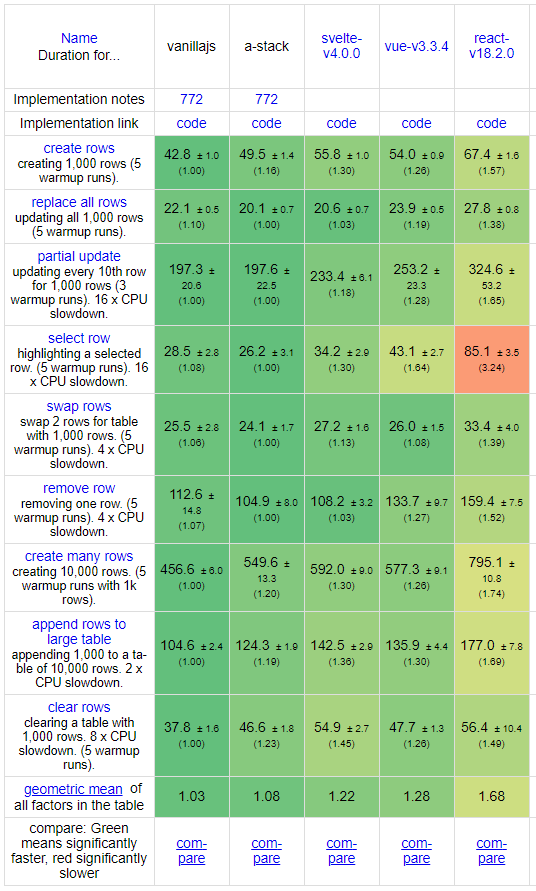 Name
Duration for...
vanillajs
a-stack
svelte-
v4.0.0
vue-v3.3.4
react-
v18.2.0
Implementation notes
772
772
Implementation link
code
code
code
code
code
create rows
creating 1,000 rows (5
warmup runs).
42.8 ± 1.0
(1.00)
49.5 ± 1.4
(1.16)
55.8 ± 1.0
(1.30)
54.0 ± 0.9
(1.26)
67.4 ± 1.6
(1.57)
replace all rows
updating all 1,000 rows
(5 warmup runs).
22.1 ± 0.5
(1.10)
20.1 ± 0.7
(1.00)
20.6 ± 0.7
(1.03)
23.9 ± 0.5
(1.19)
27.8 ± 0.8
(1.38)
partial update
updating every 10th row
for 1,000 rows (3
warmup runs). 16 x CPU
slowdown.
197.3 ±
20.6
(1.00)
197.6 ±
22.5
(1.00)
233.4 ± 6.1
(1.18)
253.2 ±
23.3
(1.28)
324.6 ±
53.2
(1.65)
select row
highlighting a selected
row. (5 warmup runs). 16
x CPU slowdown.
28.5 ± 2.8
(1.08)
26.2 ± 3.1
(1.00)
34.2 ± 2.9
(1.30)
43.1 ± 2.7
(1.64)
85.1 ± 3.5
(3.24)
swap rows
swap 2 rows for table
with 1,000 rows. (5
warmup runs). 4 x CPU
slowdown.
25.5 ± 2.8
(1.06)
24.1 ± 1.7
(1.00)
27.2 ± 1.6
(1.13)
26.0 ± 1.5
(1.08)
33.4 ± 4.0
(1.39)
remove row
removing one row. (5
warmup runs). 4 x CPU
slowdown.
112.6 ±
14.8
(1.07)
104.9 ± 8.0
(1.00)
108.2 ± 3.2
(1.03)
133.7 ± 9.7
(1.27)
159.4 ± 7.5
(1.52)
create many rows
creating 10,000 rows. (5
warmup runs with 1k
rows).
456.6 ± 6.0
(1.00)
549.6 ±
13.3
(1.20)
592.0 ± 9.0
(1.30)
577.3 ± 9.1
(1.26)
795.1 ±
10.8
(1.74)
append rows to
large table
appending 1,000 to a ta-
ble of 10,000 rows. 2 x
CPU slowdown.
104.6 ± 2.4
(1.00)
124.3 ± 1.9
(1.19)
142.5 ± 2.9
(1.36)
135.9 ± 4.4
(1.30)
177.0 ± 7.8
(1.69)
clear rows
clearing a table with
1,000 rows. 8 x CPU
slowdown. (5 warmup
runs).
37.8 ± 1.6
(1.00)
46.6 ± 1.8
(1.23)
54.9 ± 2.7
(1.45)
47.7 ± 1.3
(1.26)
56.4 ± 10.4
(1.49)
geometric mean of
all factors in the table
1.03
1.08
1.22
1.28
1.68
compare: Green
means significantly
faster, red significantly
slower
com-
pare
com-
pare
com-
pare
com-
pare
com-
pare